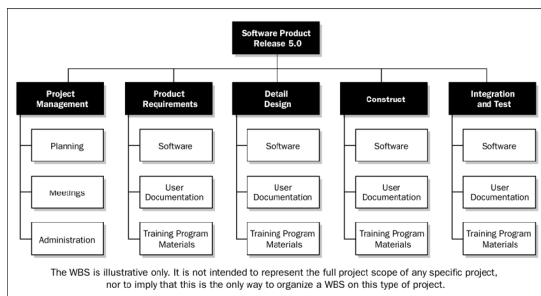 Software Product
Release 5.0
Project
Management
Product
Requirements
Detail
Design
Construct
Integration
and Test
Planning
Software
Software
Software
Software
Meetings
User
Documentation
User
Documentation
User
Documentation
User
Documentation
Administration
Training Program
Materials
Training Program
Materials
Training Program
Materials
Training Program
Materials
The WBS is illustrative only. It is not intended to represent the full project scope of any specific project,
nor to imply that this is the only way to organize a WBS on this type of project.